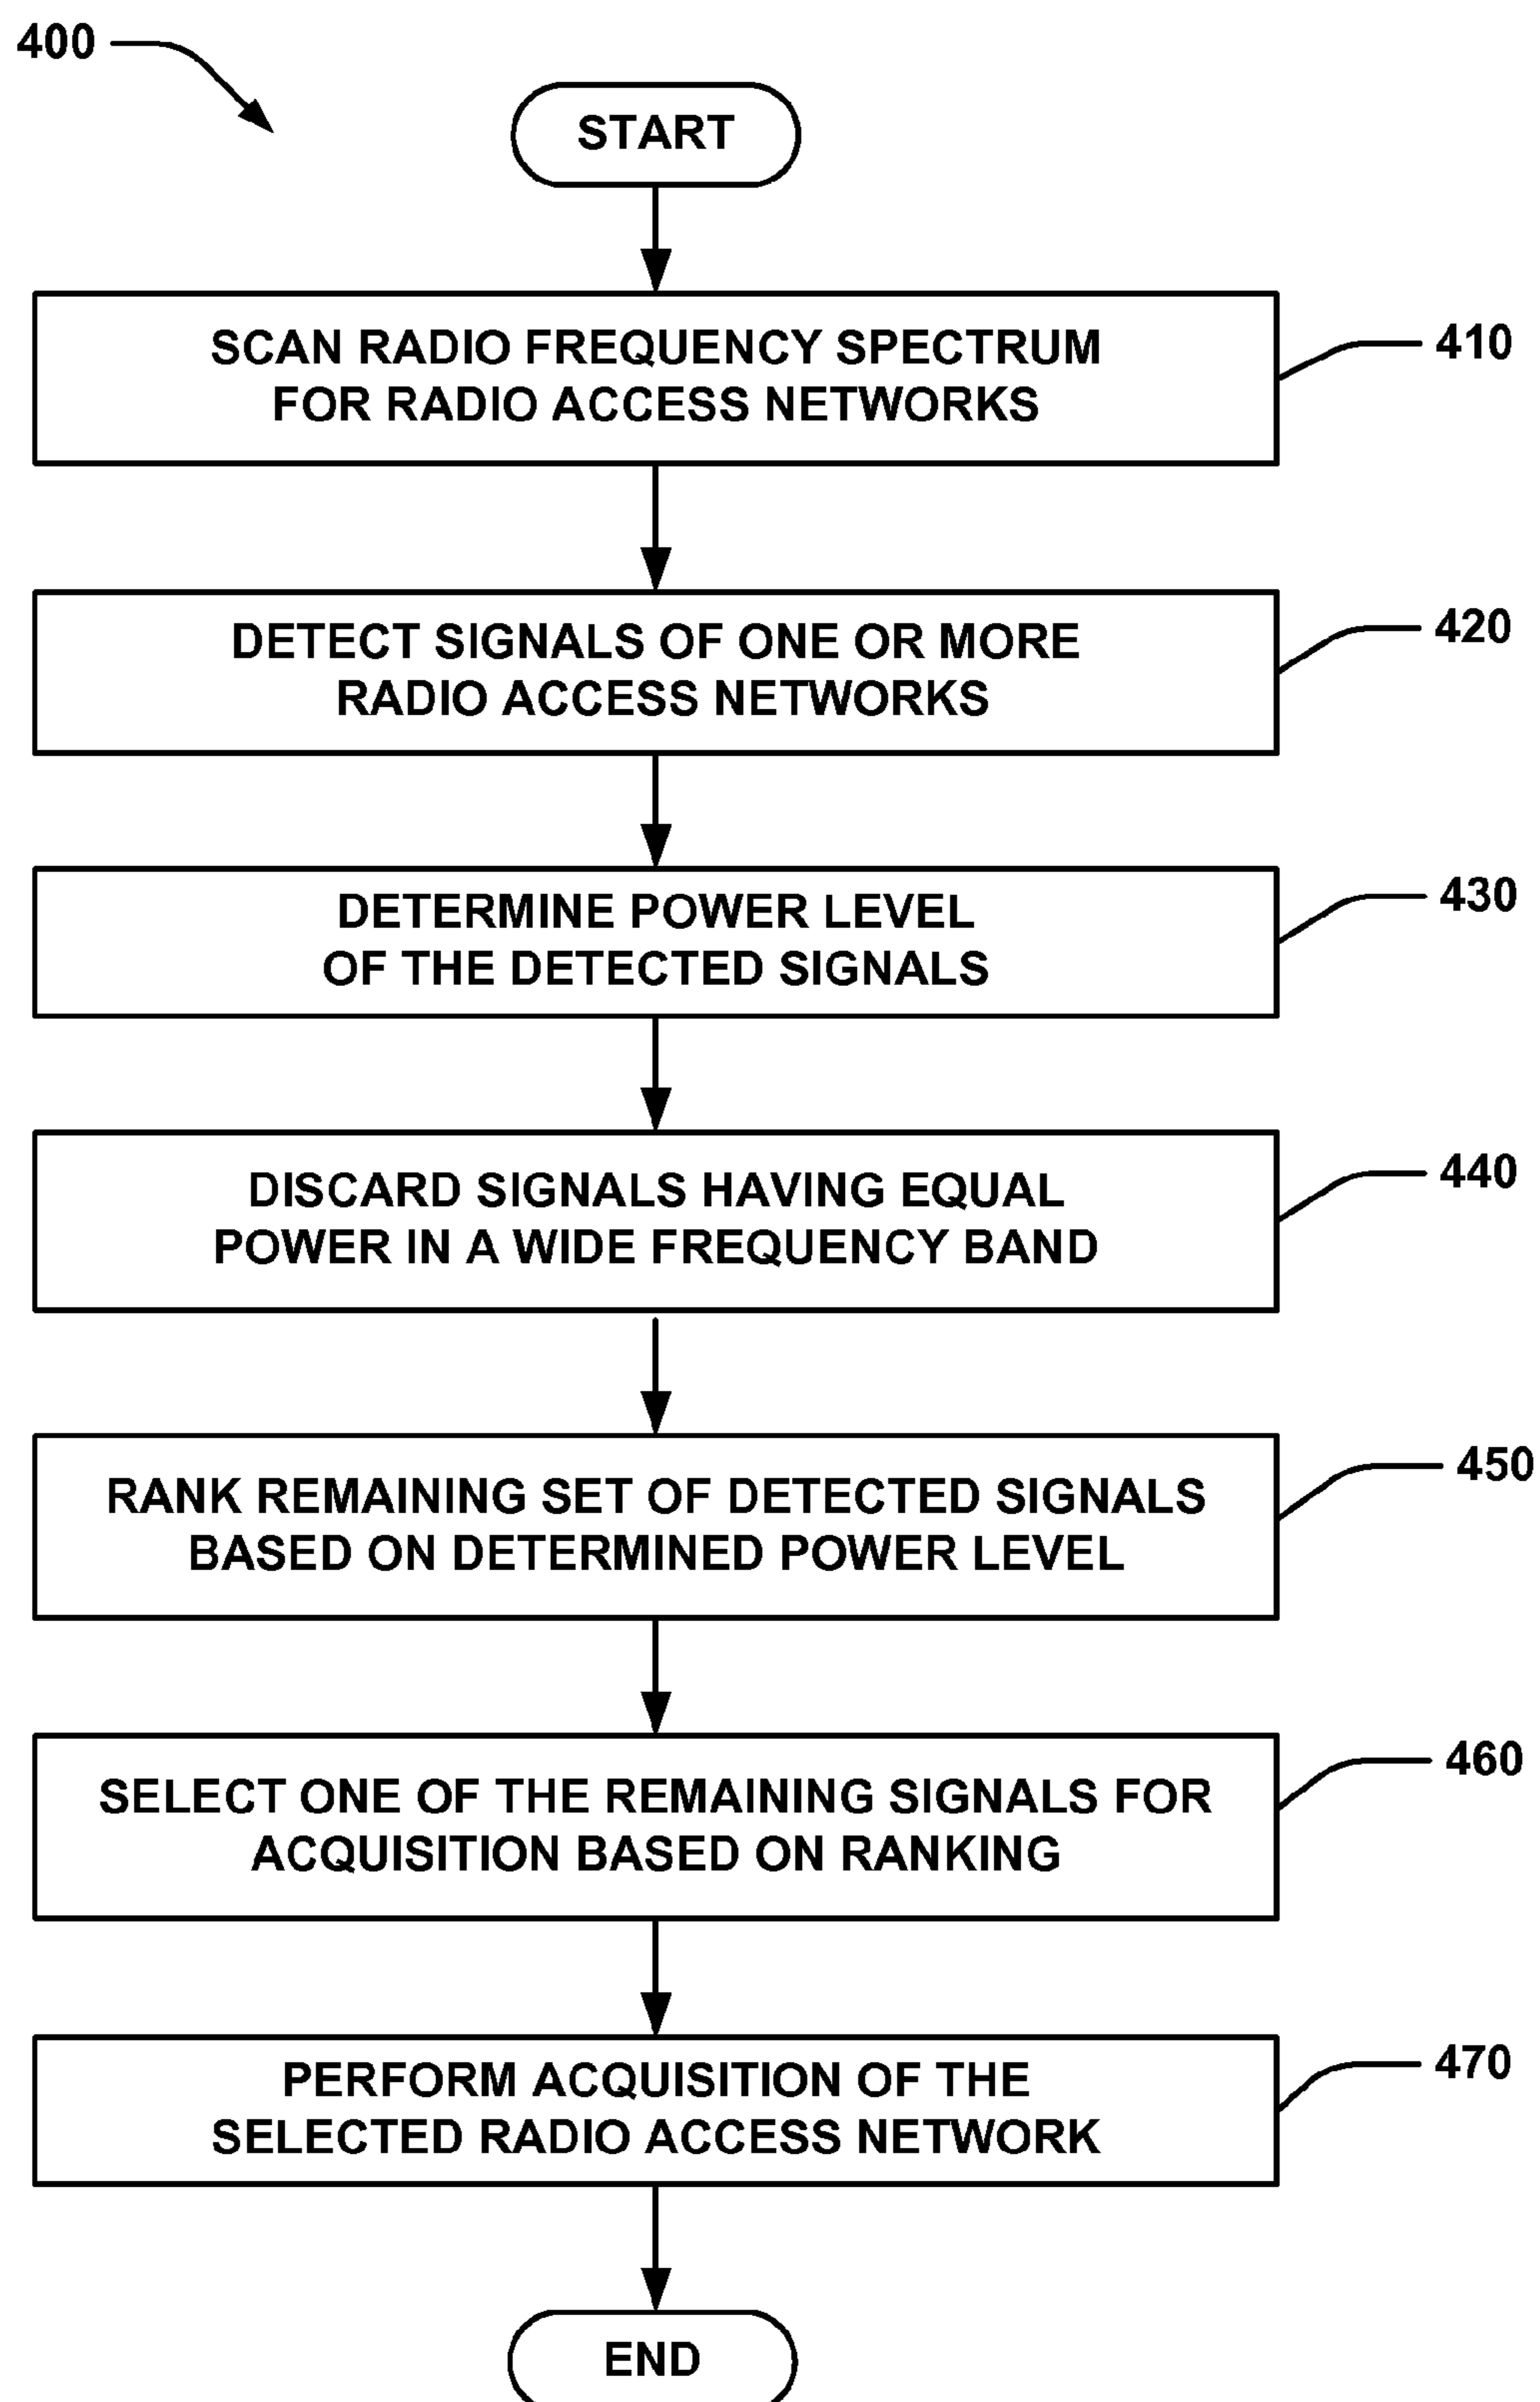 400
START
SCAN RADIO FREQUENCY SPECTRUM
FOR RADIO ACCESS NETWORKS
410
DETECT SIGNALS OF ONE OR MORE
RADIO ACCESS NETWORKS
420
DETERMINE POWER LEVEL
OF THE DETECTED SIGNALS
430
DISCARD SIGNALS HAVING EQUAL
POWER IN A WIDE FREQUENCY BAND
440
RANK REMAINING SET OF DETECTED SIGNALS
BASED ON DETERMINED POWER LEVEL
450
SELECT ONE OF THE REMAINING SIGNALS FOR
ACQUISITION BASED ON RANKING
460
PERFORM ACQUISITION OF THE
SELECTED RADIO ACCESS NETWORK
470
END